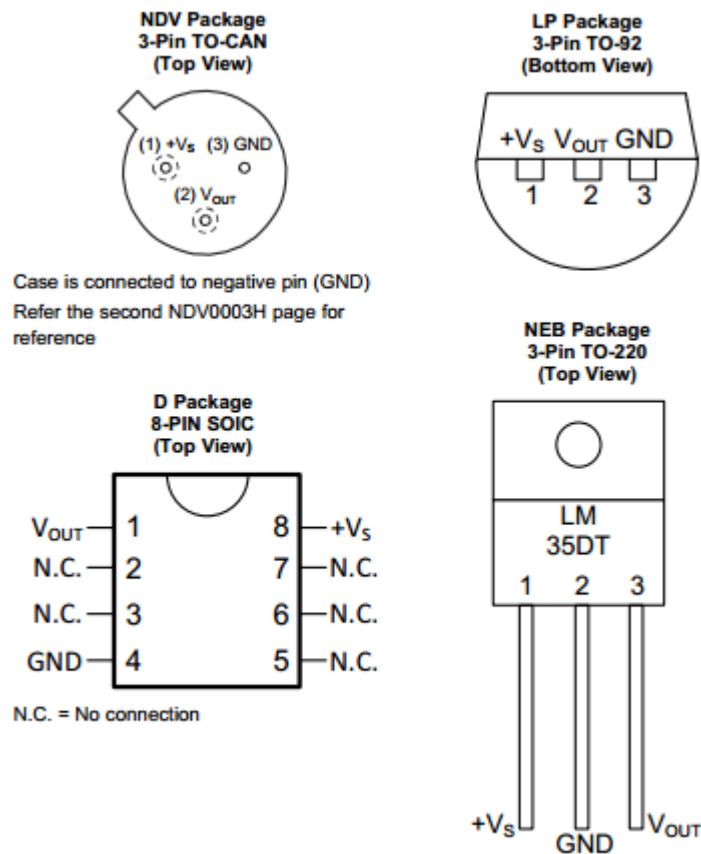 NDV Package
3-Pin TO-CAN
(Top View)
(1) +VS (3) GND
(2) VOUT
Case is connected to negative pin (GND)
Refer the second NDV0003H page for
reference
LP Package
3-Pin TO-92
(Bottom View)
+VS VOUT GND
1 2 3
D Package
8-PIN SOIC
(Top View)
VOUT 1 8 +VS
N.C. 2 7 N.C.
N.C. 3 6 N.C.
GND 4 5 N.C.
N.C. = No connection
NEB Package
3-Pin TO-220
(Top View)
LM
35DT
1 2 3
+VS GND VOUT